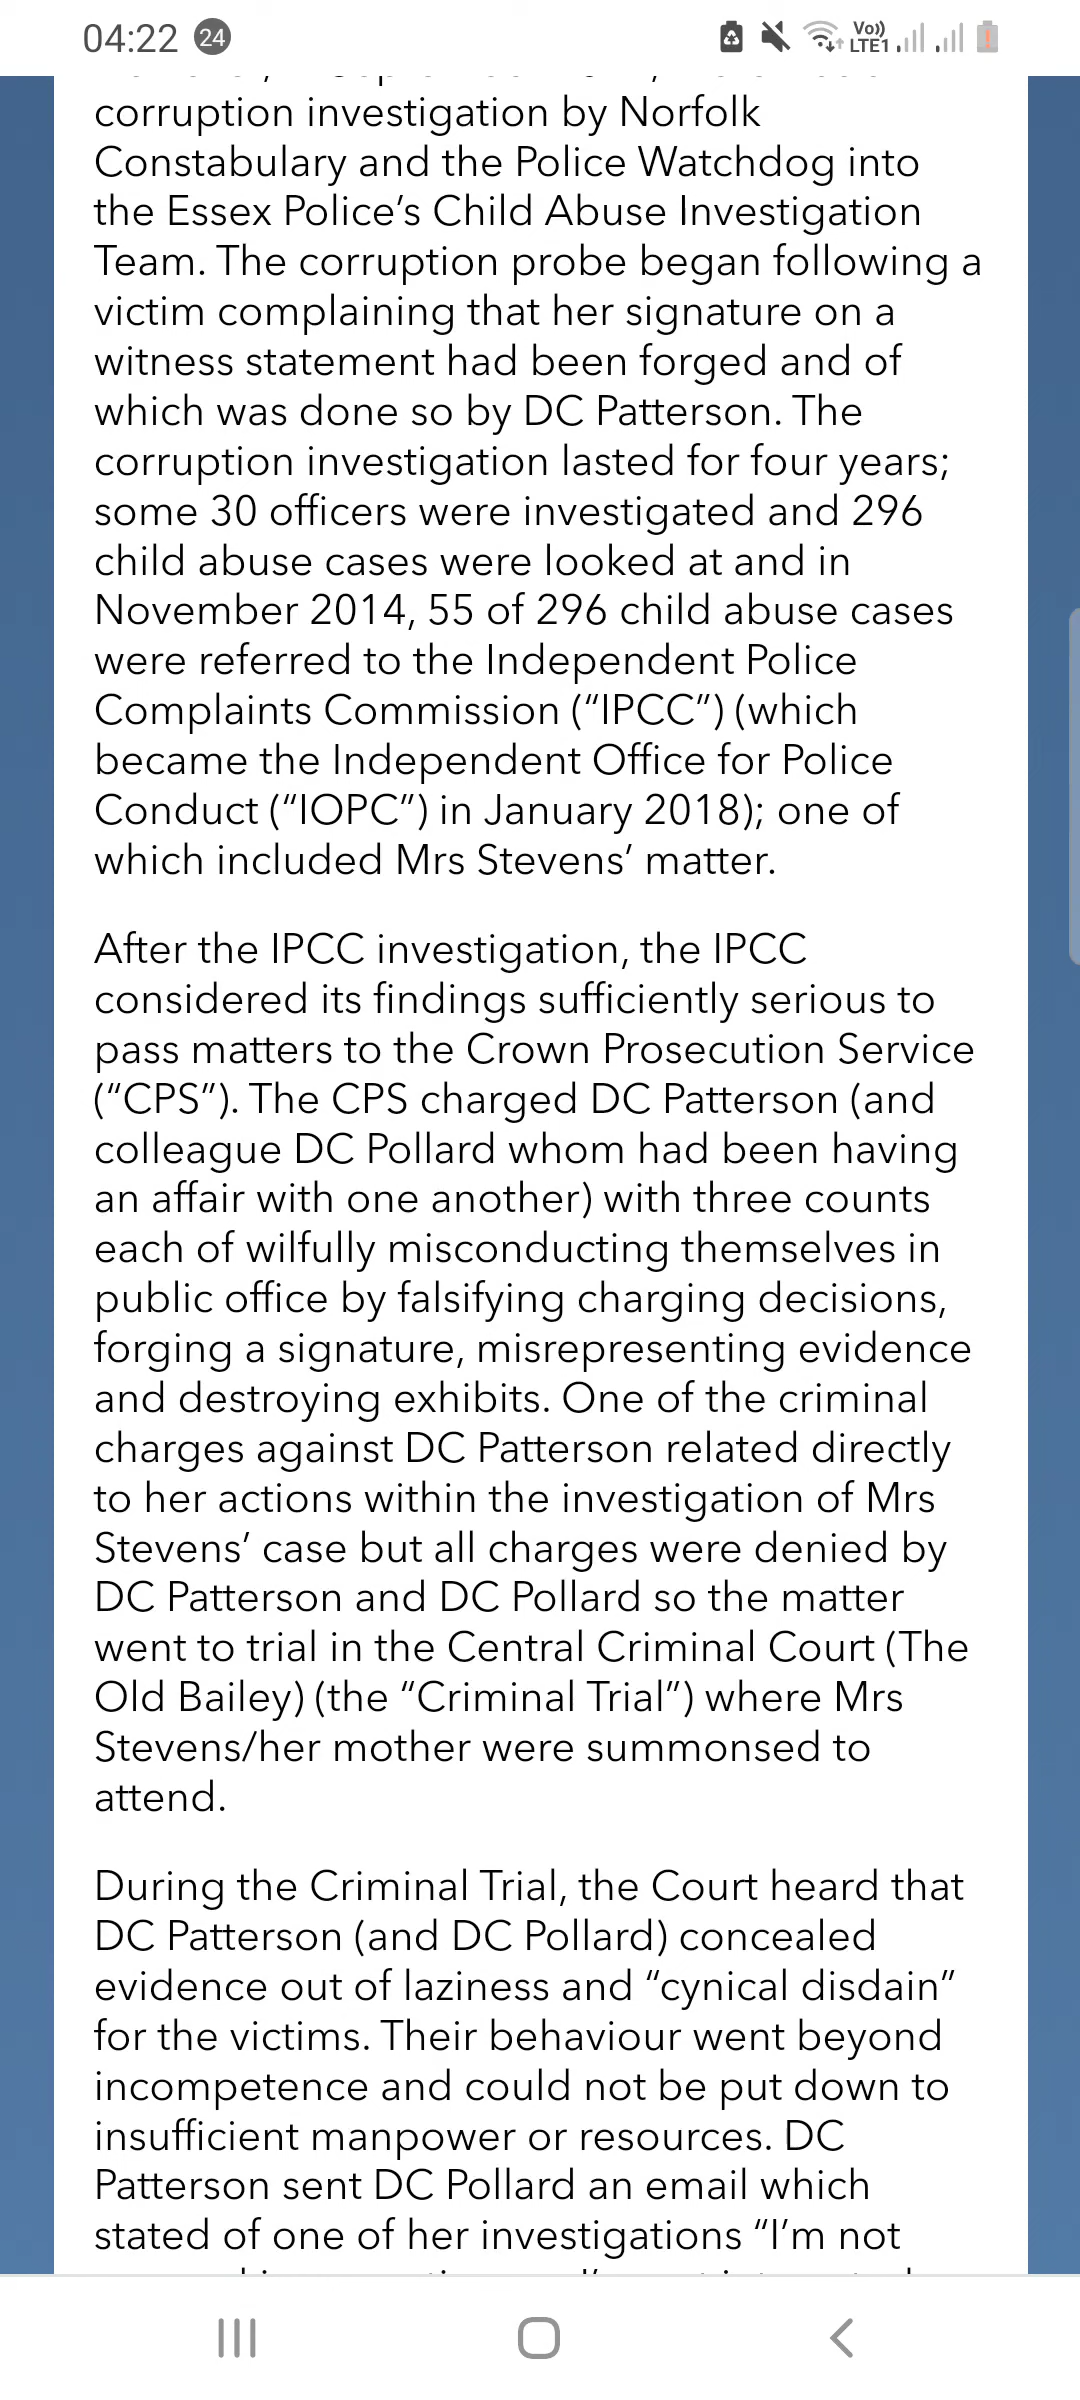 04:22 24 Vo)) LTE1
corruption investigation by Norfolk
Constabulary and the Police Watchdog into
the Essex Police’s Child Abuse Investigation
Team. The corruption probe began following a
victim complaining that her signature on a
witness statement had been forged and of
which was done so by DC Patterson. The
corruption investigation lasted for four years;
some 30 officers were investigated and 296
child abuse cases were looked at and in
November 2014, 55 of 296 child abuse cases
were referred to the Independent Police
Complaints Commission (“IPCC”) (which
became the Independent Office for Police
Conduct (“IOPC”) in January 2018); one of
which included Mrs Stevens’ matter.
After the IPCC investigation, the IPCC
considered its findings sufficiently serious to
pass matters to the Crown Prosecution Service
(“CPS”). The CPS charged DC Patterson (and
colleague DC Pollard whom had been having
an affair with one another) with three counts
each of wilfully misconducting themselves in
public office by falsifying charging decisions,
forging a signature, misrepresenting evidence
and destroying exhibits. One of the criminal
charges against DC Patterson related directly
to her actions within the investigation of Mrs
Stevens’ case but all charges were denied by
DC Patterson and DC Pollard so the matter
went to trial in the Central Criminal Court (The
Old Bailey) (the “Criminal Trial”) where Mrs
Stevens/her mother were summonsed to
attend.
During the Criminal Trial, the Court heard that
DC Patterson (and DC Pollard) concealed
evidence out of laziness and “cynical disdain”
for the victims. Their behaviour went beyond
incompetence and could not be put down to
insufficient manpower or resources. DC
Patterson sent DC Pollard an email which
stated of one of her investigations “I’m not